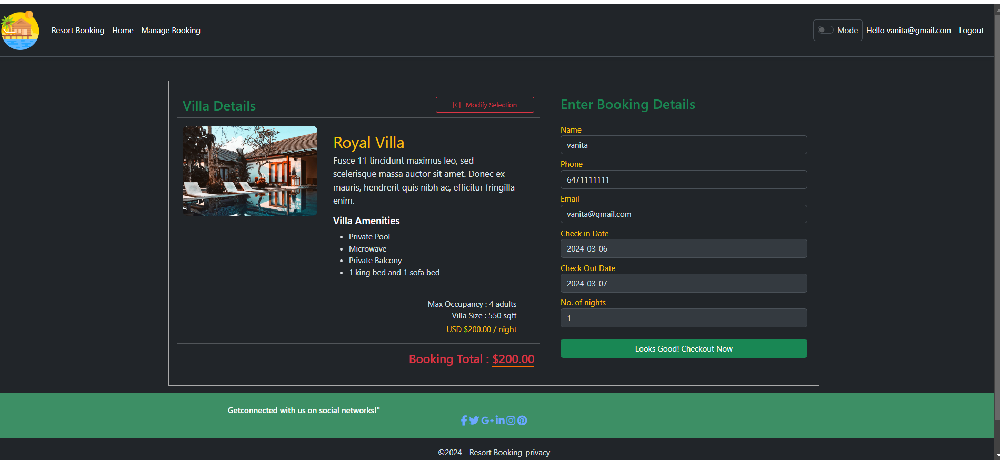 Resort Booking Home Manage Booking
Mode Hello vanita@gmail.com Logout
Villa Details
Modify Selection
Royal Villa
Fusce 11 tincidunt maximus leo, sed
scelerisque massa auctor sit amet. Donec ex
mauris, hendrerit quis nibh ac, efficitur fringilla
enim.
Villa Amenities
Private Pool
Microwave
Private Balcony
1 king bed and 1 sofa bed
Max Occupancy : 4 adults
Villa Size : 550 sqft
USD $200.00 / night
Booking Total : $200.00
Enter Booking Details
Name
vanita
Phone
6471111111
Email
vanita@gmail.com
Check in Date
2024-03-06
Check Out Date
2024-03-07
No. of nights
1
Looks Good! Checkout Now
Getconnected with us on social networks!"
©2024 - Resort Booking-privacy